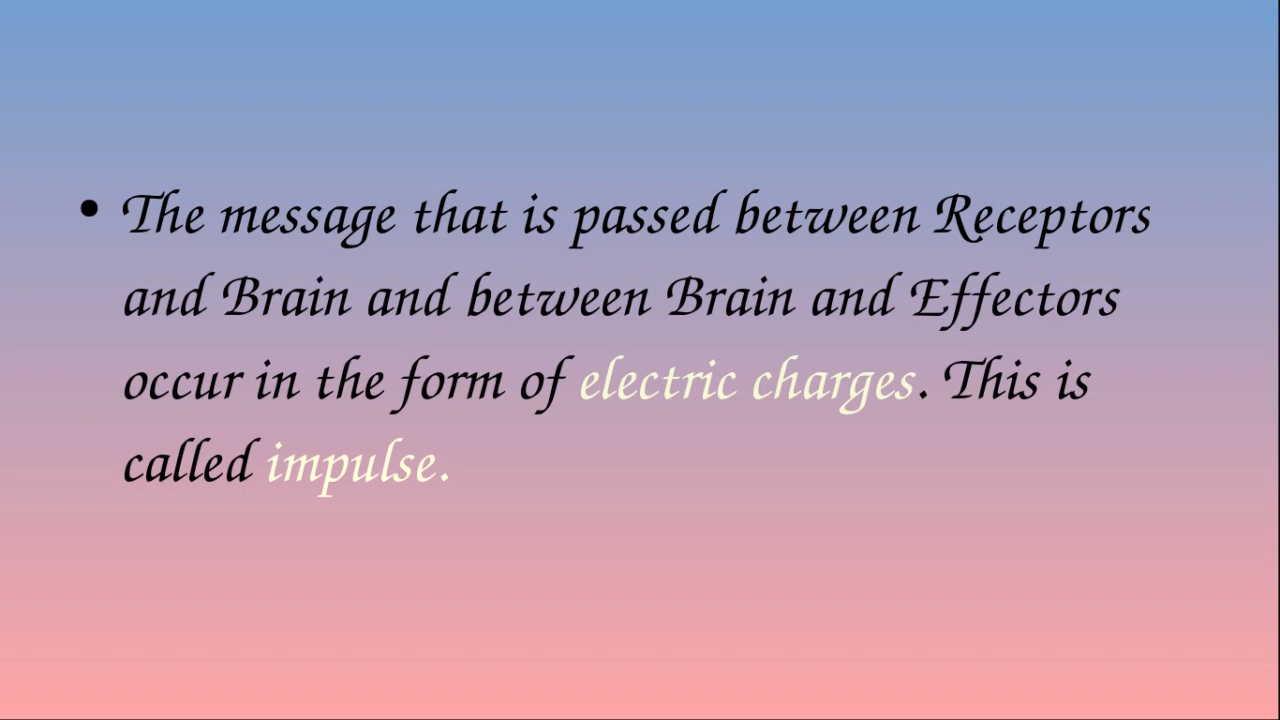 • The message that is passed between Receptors
and Brain and between Brain and Effectors
occur in the form of electric charges. This is
called impulse.